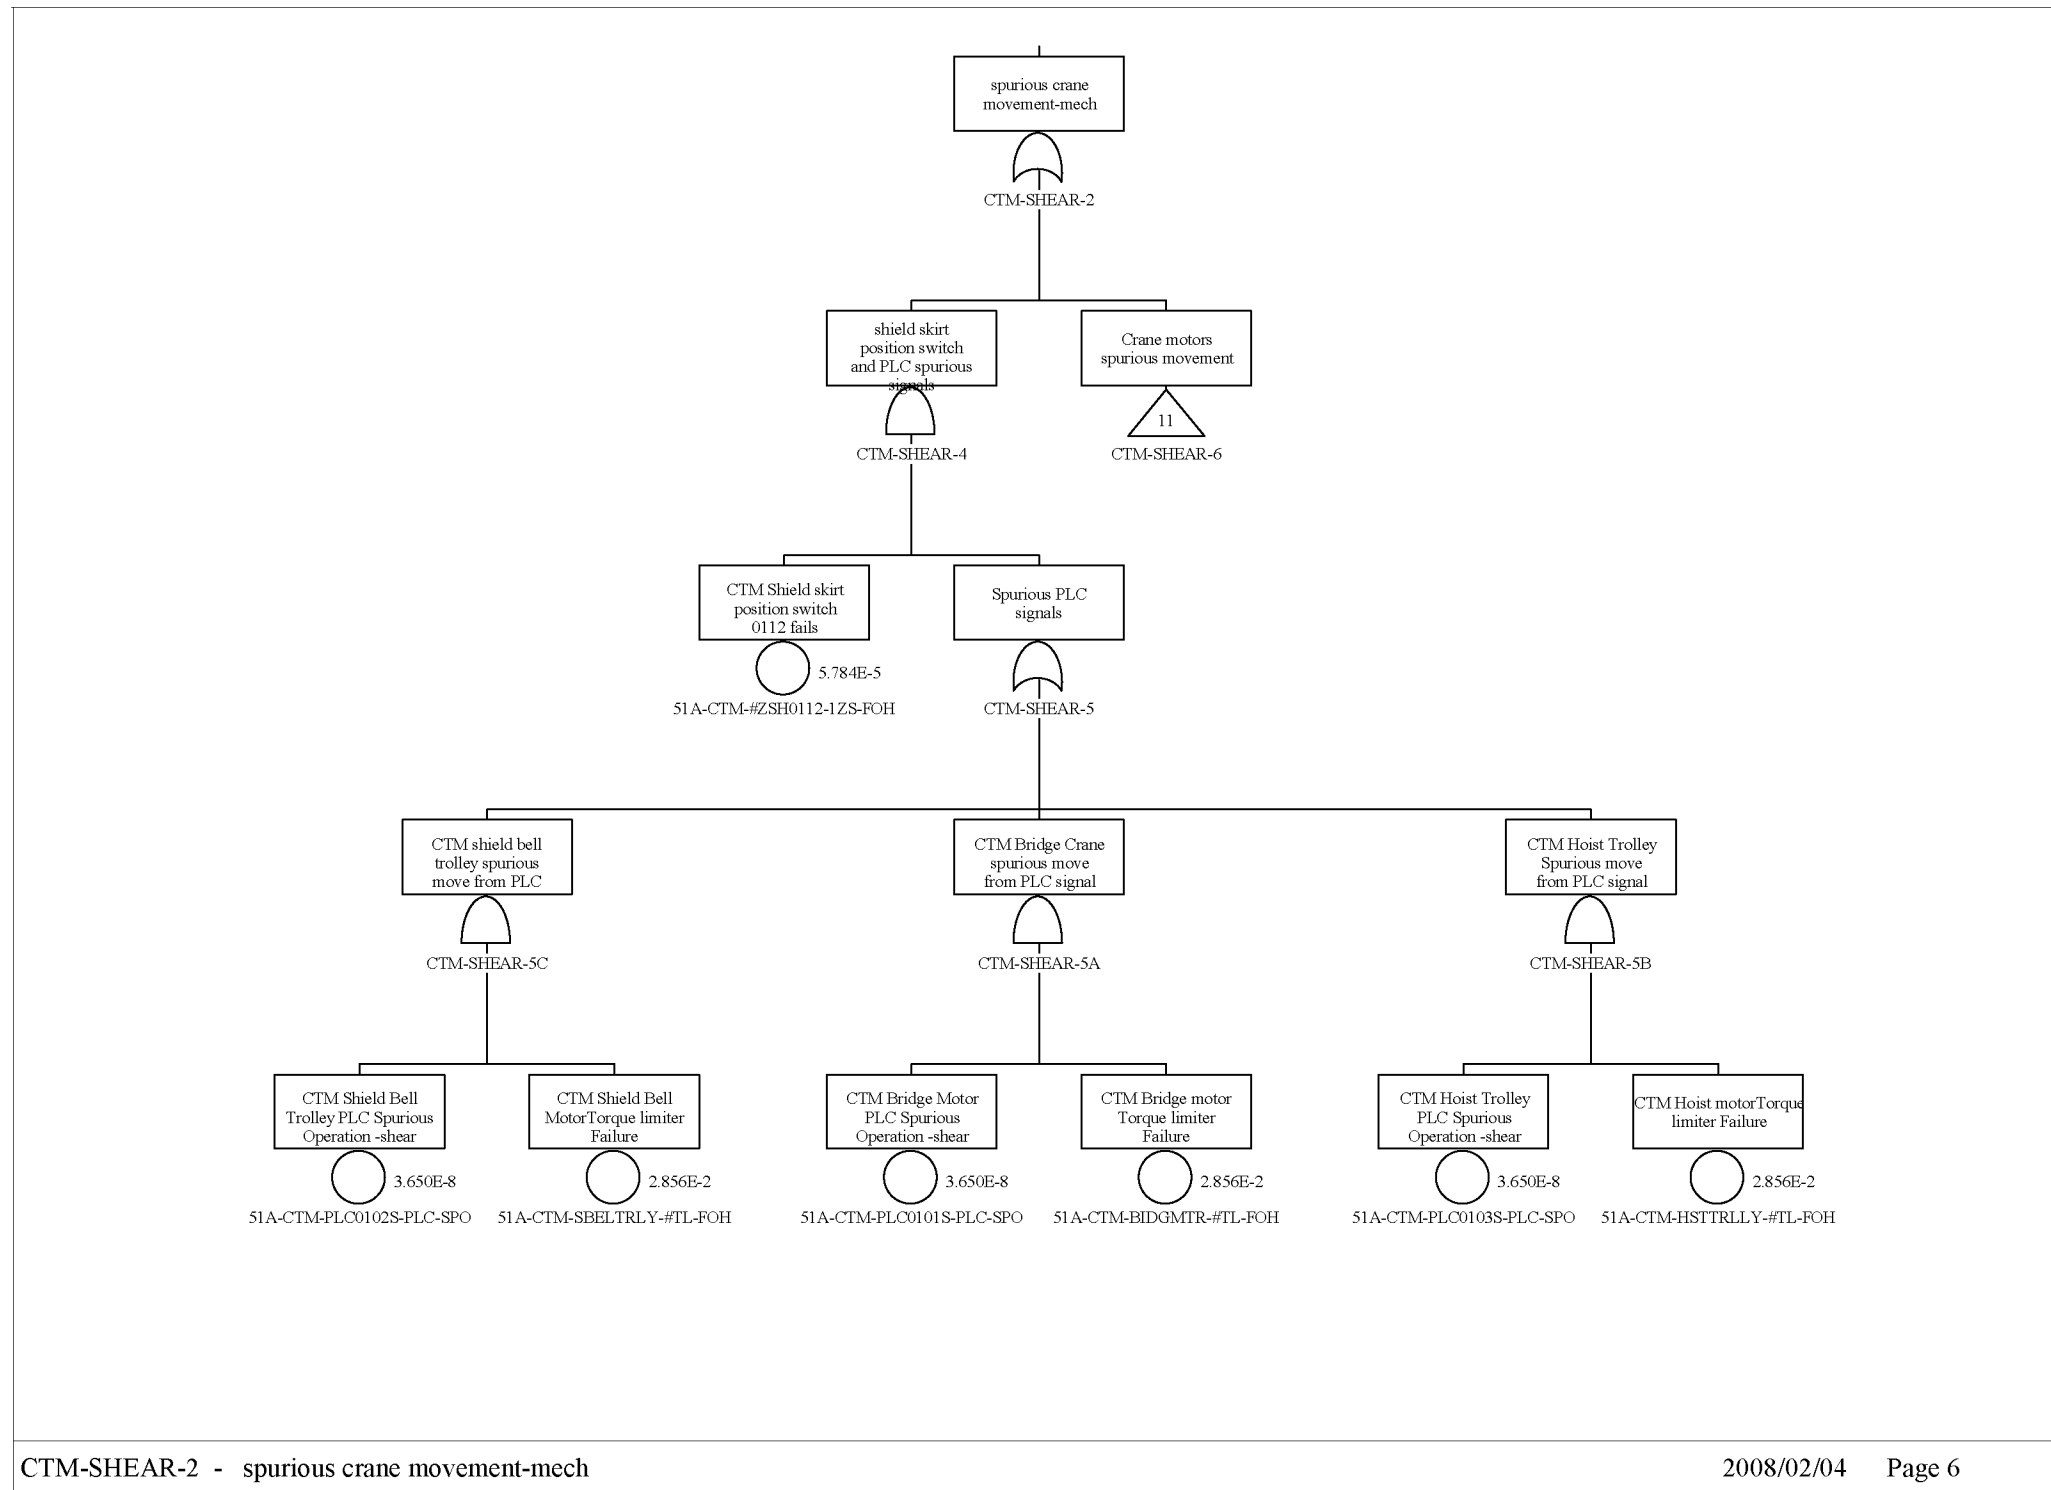 spurious crane
movement-mech
CTM-SHEAR-2
shield skirt
position switch
and PLC spurious
signals
CTM-SHEAR-4
Crane motors
spurious movement
11
CTM-SHEAR-6
CTM Shield skirt
position switch
0112 fails
5.784E-5
51A-CTM-#ZSH0112-1ZS-FOH
Spurious PLC
signals
CTM-SHEAR-5
CTM shield bell
trolley spurious
move from PLC
CTM-SHEAR-5C
CTM Bridge Crane
spurious move
from PLC signal
CTM-SHEAR-5A
CTM Hoist Trolley
Spurious move
from PLC signal
CTM-SHEAR-5B
CTM Shield Bell
Trolley PLC Spurious
Operation -shear
3.650E-8
51A-CTM-PLC0102S-PLC-SPO
CTM Shield Bell
MotorTorque limiter
Failure
2.856E-2
51A-CTM-SBELTRLY-#TL-FOH
CTM Bridge Motor
PLC Spurious
Operation -shear
3.650E-8
51A-CTM-PLC0101S-PLC-SPO
CTM Bridge motor
Torque limiter
Failure
2.856E-2
51A-CTM-BIDGMTR-#TL-FOH
CTM Hoist Trolley
PLC Spurious
Operation -shear
3.650E-8
51A-CTM-PLC0103S-PLC-SPO
CTM Hoist motorTorque
limiter Failure
2.856E-2
51A-CTM-HSTTRLLY-#TL-FOH
CTM-SHEAR-2 - spurious crane movement-mech
2008/02/04 Page 6